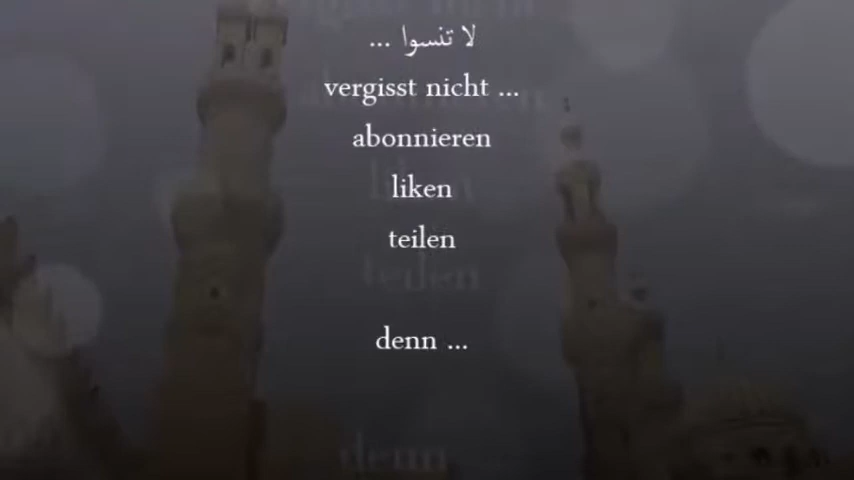 لا تنسوا ...
vergisst nicht ...
abonnieren
liken
teilen
denn ...